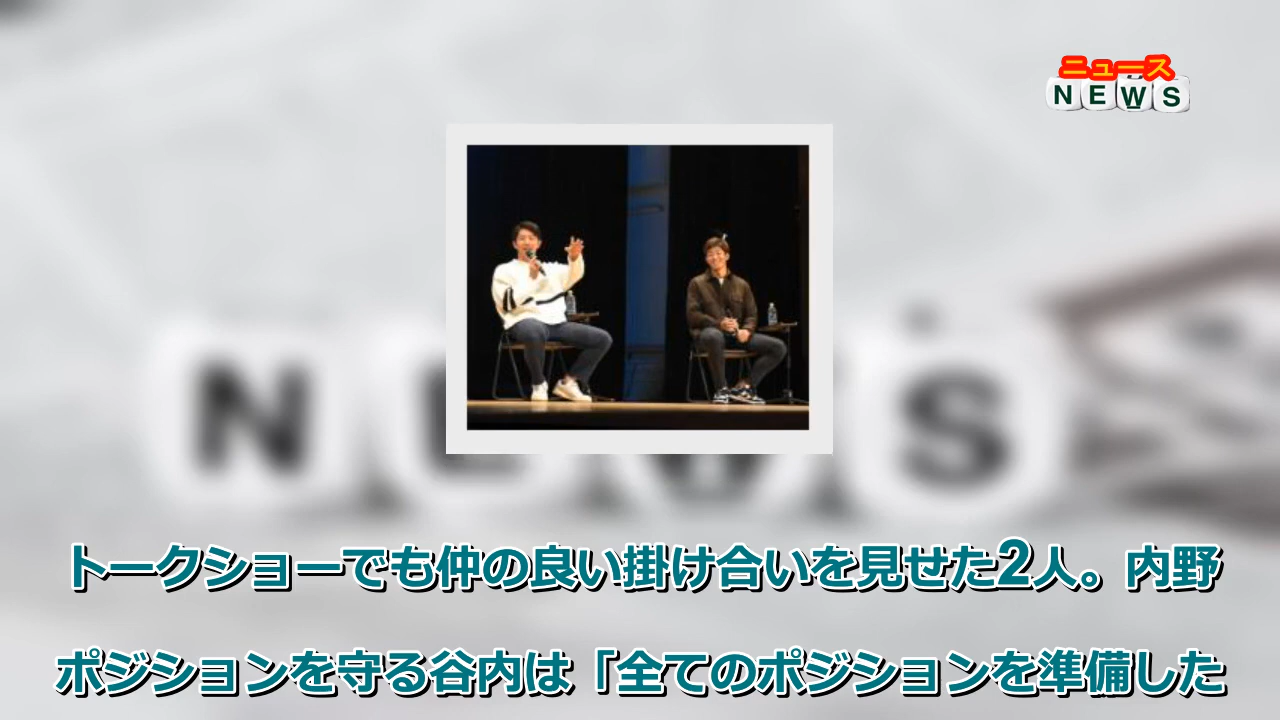 ニュース
NEWS
トークショーでも仲の良い掛け合いを見せた2人。内野
ポジションを守る谷内は「全てのポジションを準備した
N E W S